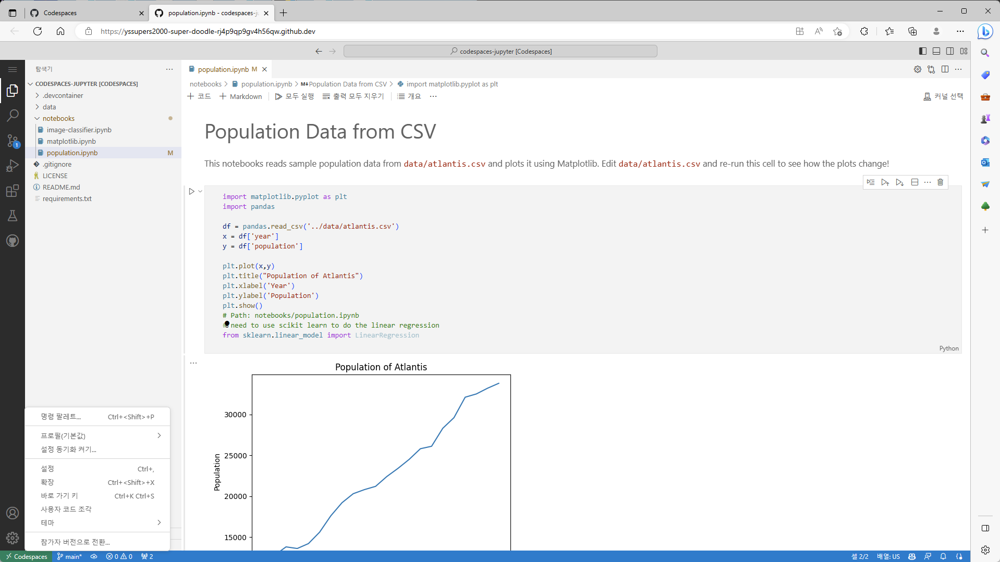 Codespaces
population.ipynb - codespaces-ju
https://yssupers2000-super-doodle-rj4p9qp9gv4h56qw.github.dev
codespaces-jupyter [Codespaces]
탐색기
CODESPACES-JUPYTER [CODESPACES]
.devcontainer
data
notebooks
image-classifier.ipynb
matplotlib.ipynb
population.ipynb M
.gitignore
LICENSE
README.md
requirements.txt
1
population.ipynb M
notebooks > population.ipynb > M↓Population Data from CSV > import matplotlib.pyplot as plt
코드 Markdown 모두 실행 출력 모두 지우기 개요 커널 선택
Population Data from CSV
This notebooks reads sample population data from data/atlantis.csv and plots it using Matplotlib. Edit data/atlantis.csv and re-run this cell to see how the plots change!
import matplotlib.pyplot as plt
import pandas
df = pandas.read_csv('../data/atlantis.csv')
x = df['year']
y = df['population']
plt.plot(x,y)
plt.title("Population of Atlantis")
plt.xlabel('Year')
plt.ylabel('Population')
plt.show()
# Path: notebooks/population.ipynb
# need to use scikit learn to do the linear regression
from sklearn.linear_model import LinearRegression
Python
Population of Atlantis
30000
25000
20000
15000
Population
명령 팔레트... Ctrl+<Shift>+P
프로필(기본값)
설정 동기화 켜기...
설정 Ctrl+,
확장 Ctrl+<Shift>+X
바로 가기 키 Ctrl+K Ctrl+S
사용자 코드 조각
테마
참가자 버전으로 전환...
Codespaces main* 0 0 2 셀 2/2 배열: US